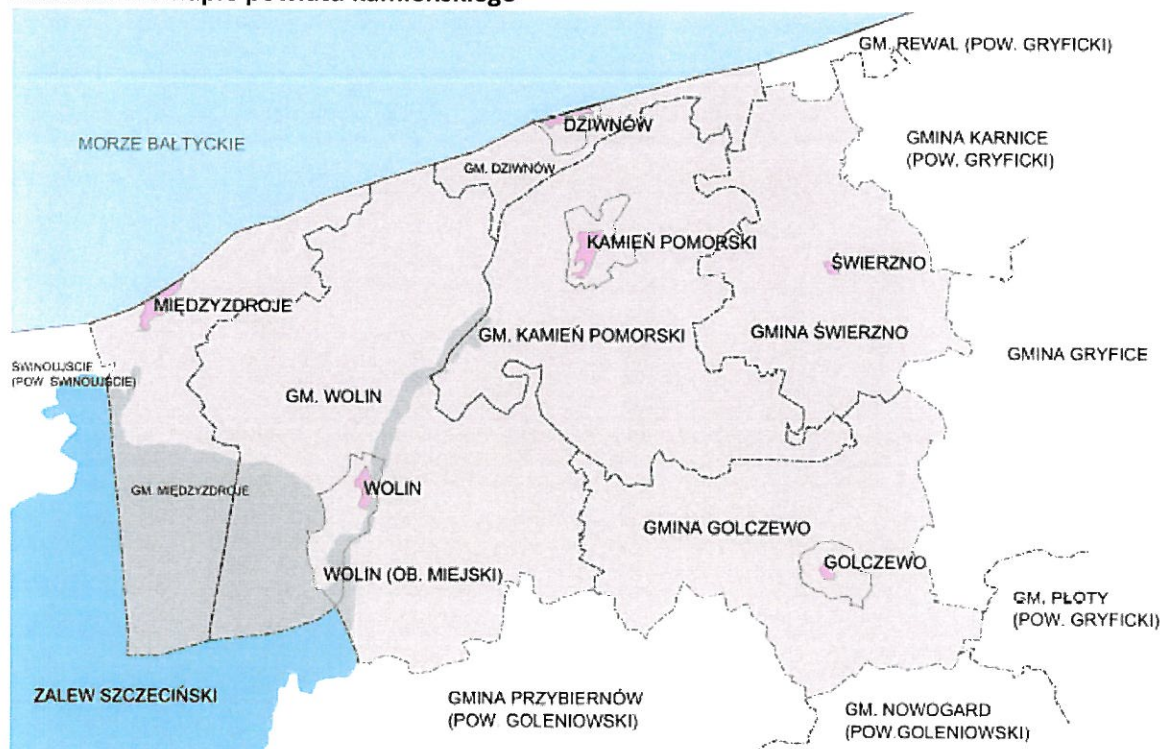 powiatu kamieńskiego
GM. REWAL (POW. GRYFICKI)
MORZE BAŁTYCKIE
DZIWNÓW
GMINA KARNICE
(POW. GRYFICKI)
GM. DZIWNÓW
KAMIEŃ POMORSKI
ŚWIERZNO
MIĘDZYZDROJE
GM. KAMIEŃ POMORSKI
GMINA ŚWIERZNO
GMINA GRYFICE
ŚWINOUJŚCIE
(POW. ŚWINOUJŚCIE)
GM. WOLIN
GM. MIĘDZYZDROJE
WOLIN
GMINA GOLCZEWO
GOLCZEWO
WOLIN (OB. MIEJSKI)
GM. PŁOTY
(POW. GRYFICKI)
ZALEW SZCZECIŃSKI
GMINA PRZYBIERNÓW
(POW. GOLENIOWSKI)
GM. NOWOGARD
(POW.GOLENIOWSKI)